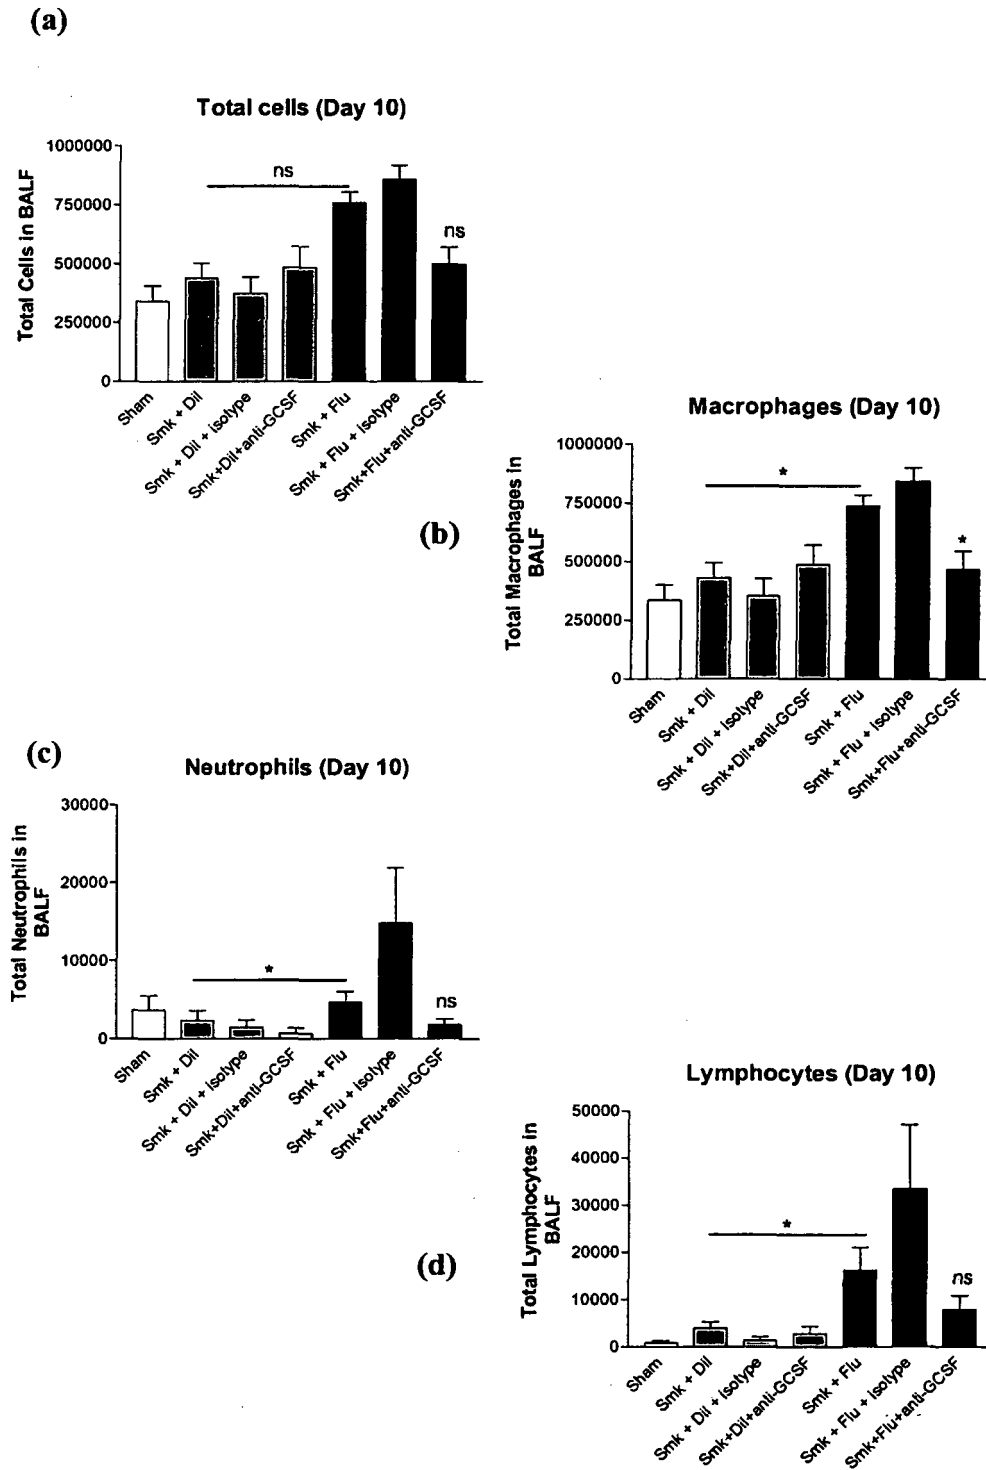 (a)
Total cells (Day 10)
Total Cells in BALF
1000000
750000
500000
250000
0
ns
ns
Sham
Smk + Dil
Smk + Dil + isotype
Smk+Dil+anti-GCSF
Smk + Flu
Smk + Flu + isotype
Smk+Flu+anti-GCSF
(b)
Macrophages (Day 10)
Total Macrophages in
BALF
1000000
750000
500000
250000
0
*
*
Sham
Smk + Dil
Smk + Dil + isotype
Smk+Dil+anti-GCSF
Smk + Flu
Smk + Flu + isotype
Smk+Flu+anti-GCSF
(c)
Neutrophils (Day 10)
Total Neutrophils in
BALF
30000
20000
10000
0
*
ns
Sham
Smk + Dil
Smk + Dil + isotype
Smk+Dil+anti-GCSF
Smk + Flu
Smk + Flu + isotype
Smk+Flu+anti-GCSF
(d)
Lymphocytes (Day 10)
Total Lymphocytes in
BALF
50000
40000
30000
20000
10000
0
*
ns
Sham
Smk + Dil
Smk + Dil + isotype
Smk+Dil+anti-GCSF
Smk + Flu
Smk + Flu + isotype
Smk+Flu+anti-GCSF